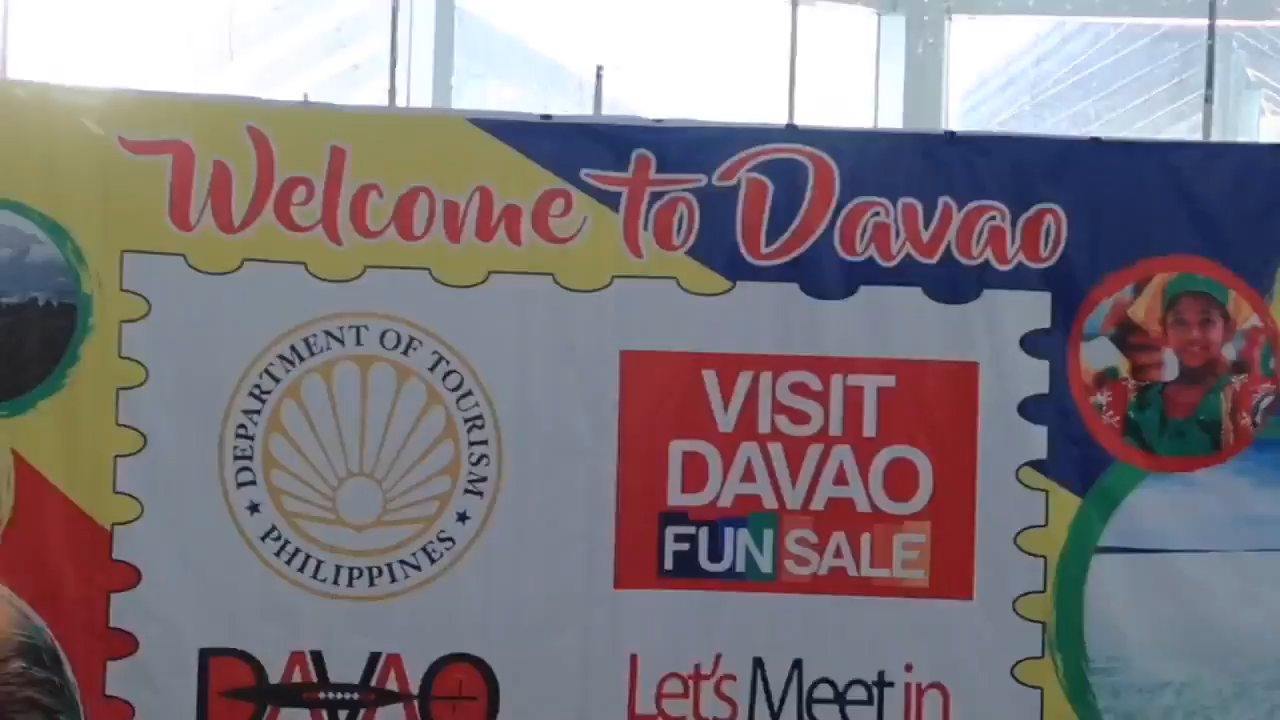 Welcome to Davao
DEPARTMENT OF TOURISM
PHILIPPINES
VISIT
DAVAO
FUN SALE
DAVAO
Let's Meet in